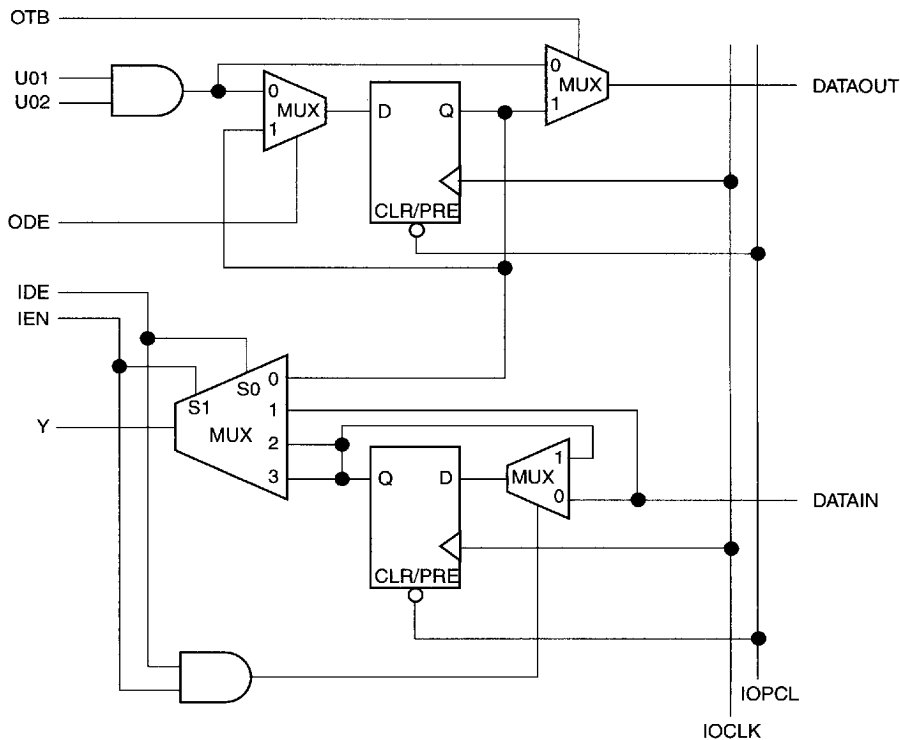 OTB
U01
U02
0
MUX
1
D
Q
CLR/PRE
0
MUX
1
DATAOUT
ODE
IDE
IEN
S1
S0
0
1
2
3
MUX
Y
Q
D
CLR/PRE
1
MUX
0
DATAIN
IOPCL
IOCLK